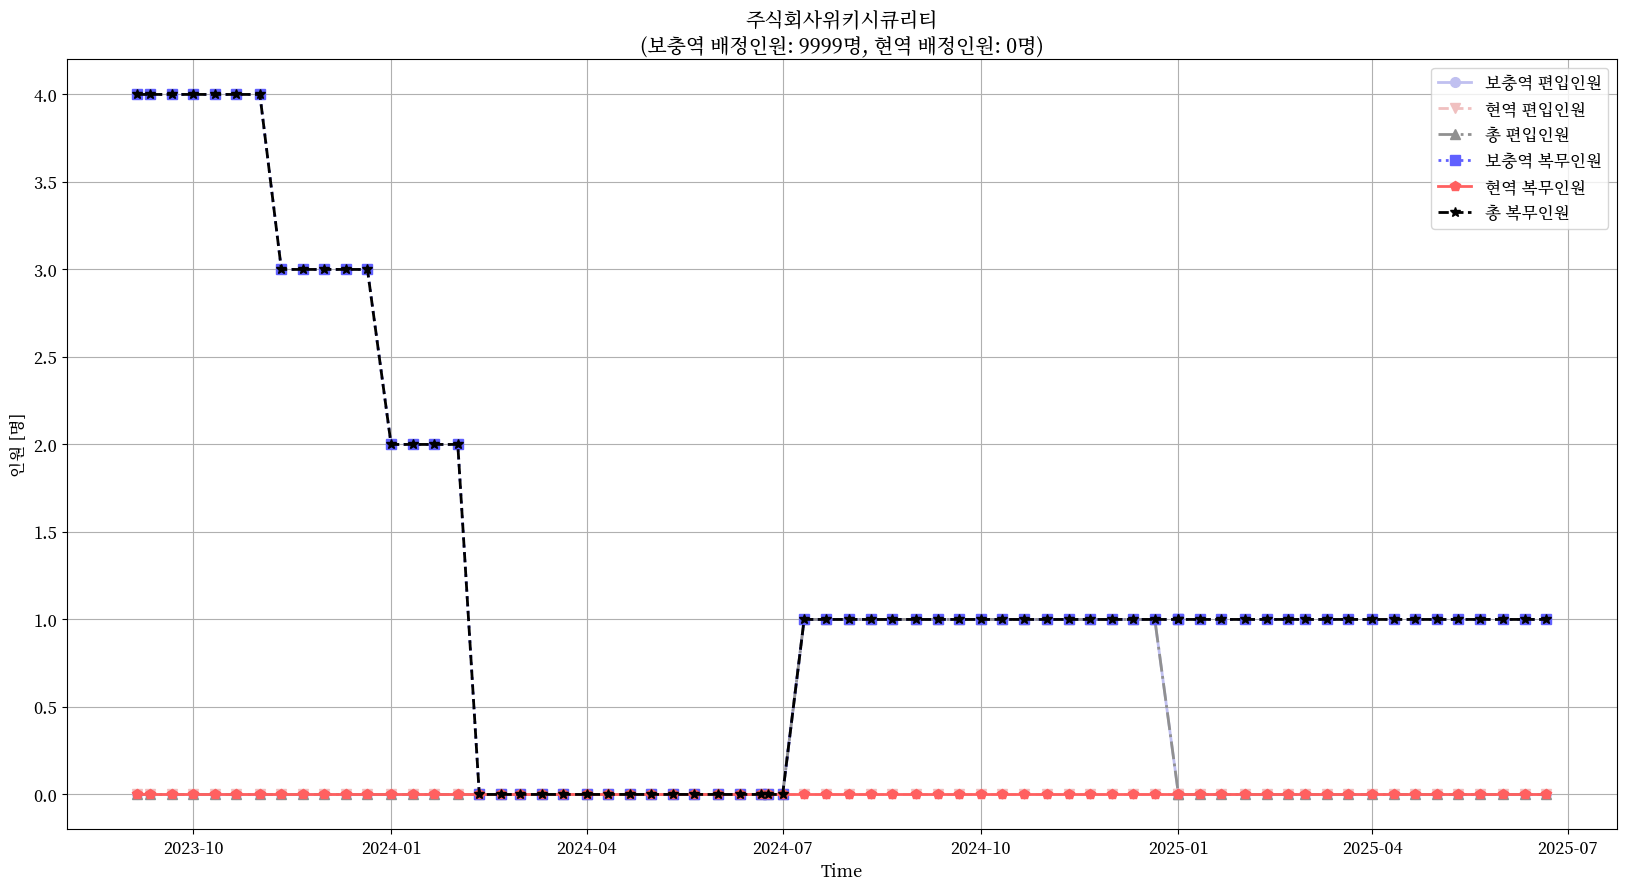 주식회사위키시큐리티
(보충역 배정인원: 9999명, 현역 배정인원: 0명)
보충역 편입인원
현역 편입인원
총 편입인원
보충역 복무인원
현역 복무인원
총 복무인원
4.0
3.5
3.0
2.5
2.0
1.5
1.0
0.5
0.0
인원 [명]
2023-10
2024-01
2024-04
2024-07
2024-10
2025-01
2025-04
2025-07
Time